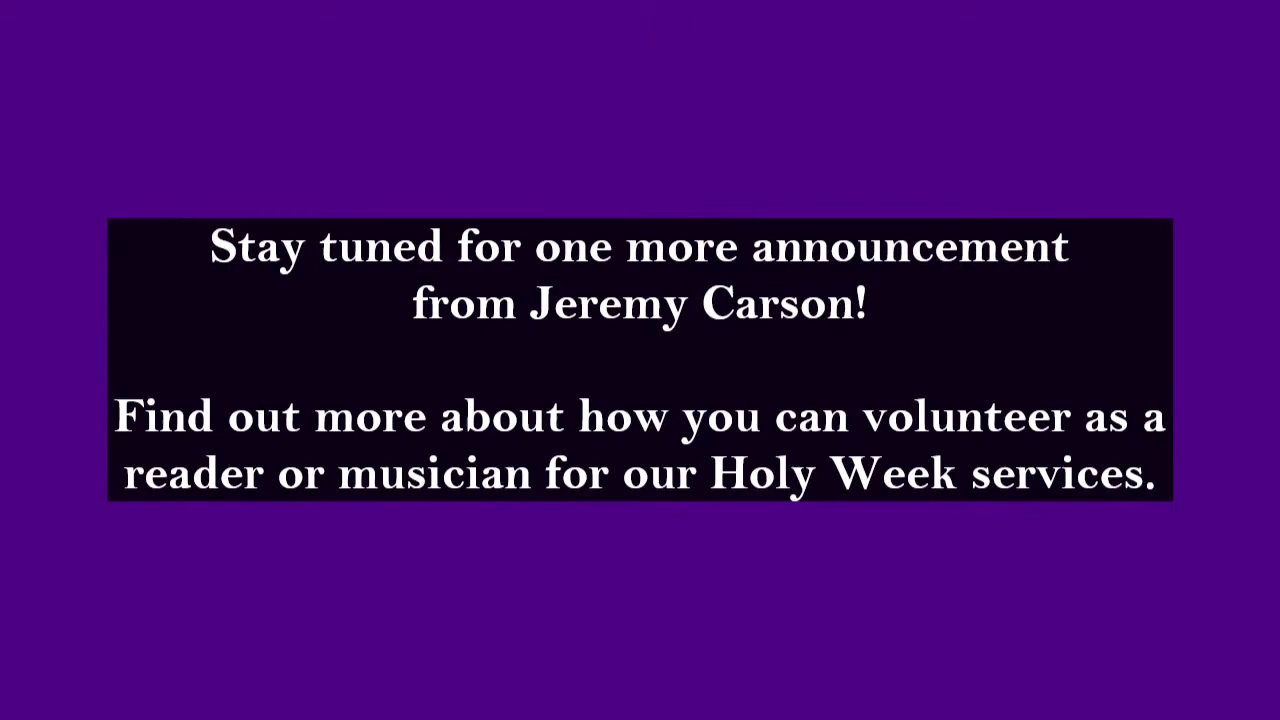 Stay tuned for one more announcement
from Jeremy Carson!
Find out more about how you can volunteer as a
reader or musician for our Holy Week services.